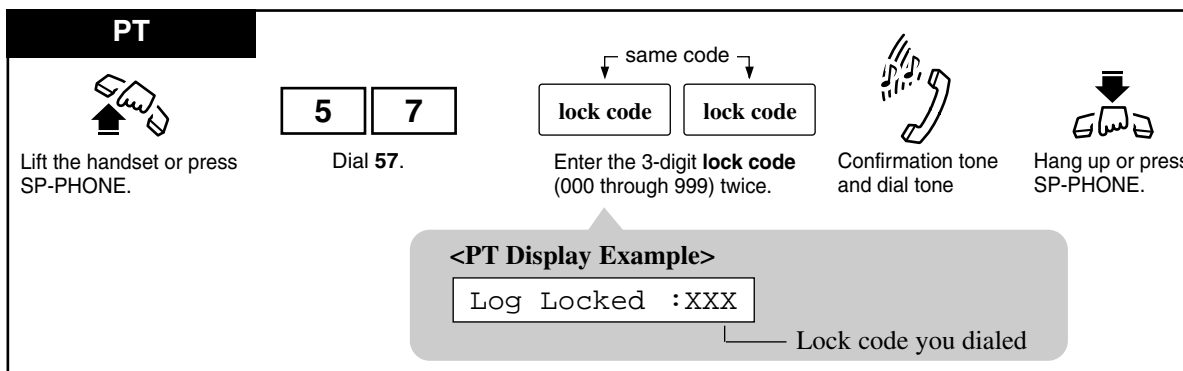 PT
same code
5 7
lock code lock code
Lift the handset or press
SP-PHONE.
Dial 57.
Enter the 3-digit lock code
(000 through 999) twice.
Confirmation tone
and dial tone
Hang up or press
SP-PHONE.
<PT Display Example>
Log Locked :XXX
Lock code you dialed